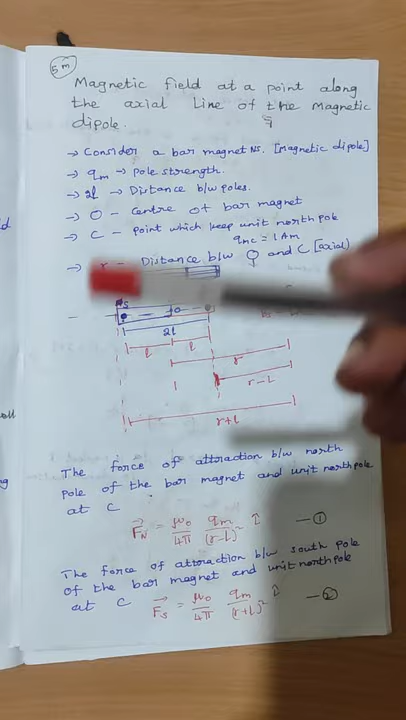 5m
Magnetic field at a point along
the axial line of the Magnetic
dipole.
→ Consider a bar magnet NS. [Magnetic dipole]
→ qm → Pole strength.
→ 2l → Distance b/w poles.
→ O - Centre of bar magnet
→ C - Point which keep unit north pole
qmc = 1 Am
→ r - Distance b/w O and C [axial]
S
O
2l
l l r
r-l
r+l
The force of attraction b/w north
pole of the bar magnet and unit north pole
at C
F⃗N = μ0/4π qm/(r-l)² î —①
The force of attraction b/w south pole
of the bar magnet and unit north pole
at C F⃗S = μ0/4π qm/(r+l)² î —②